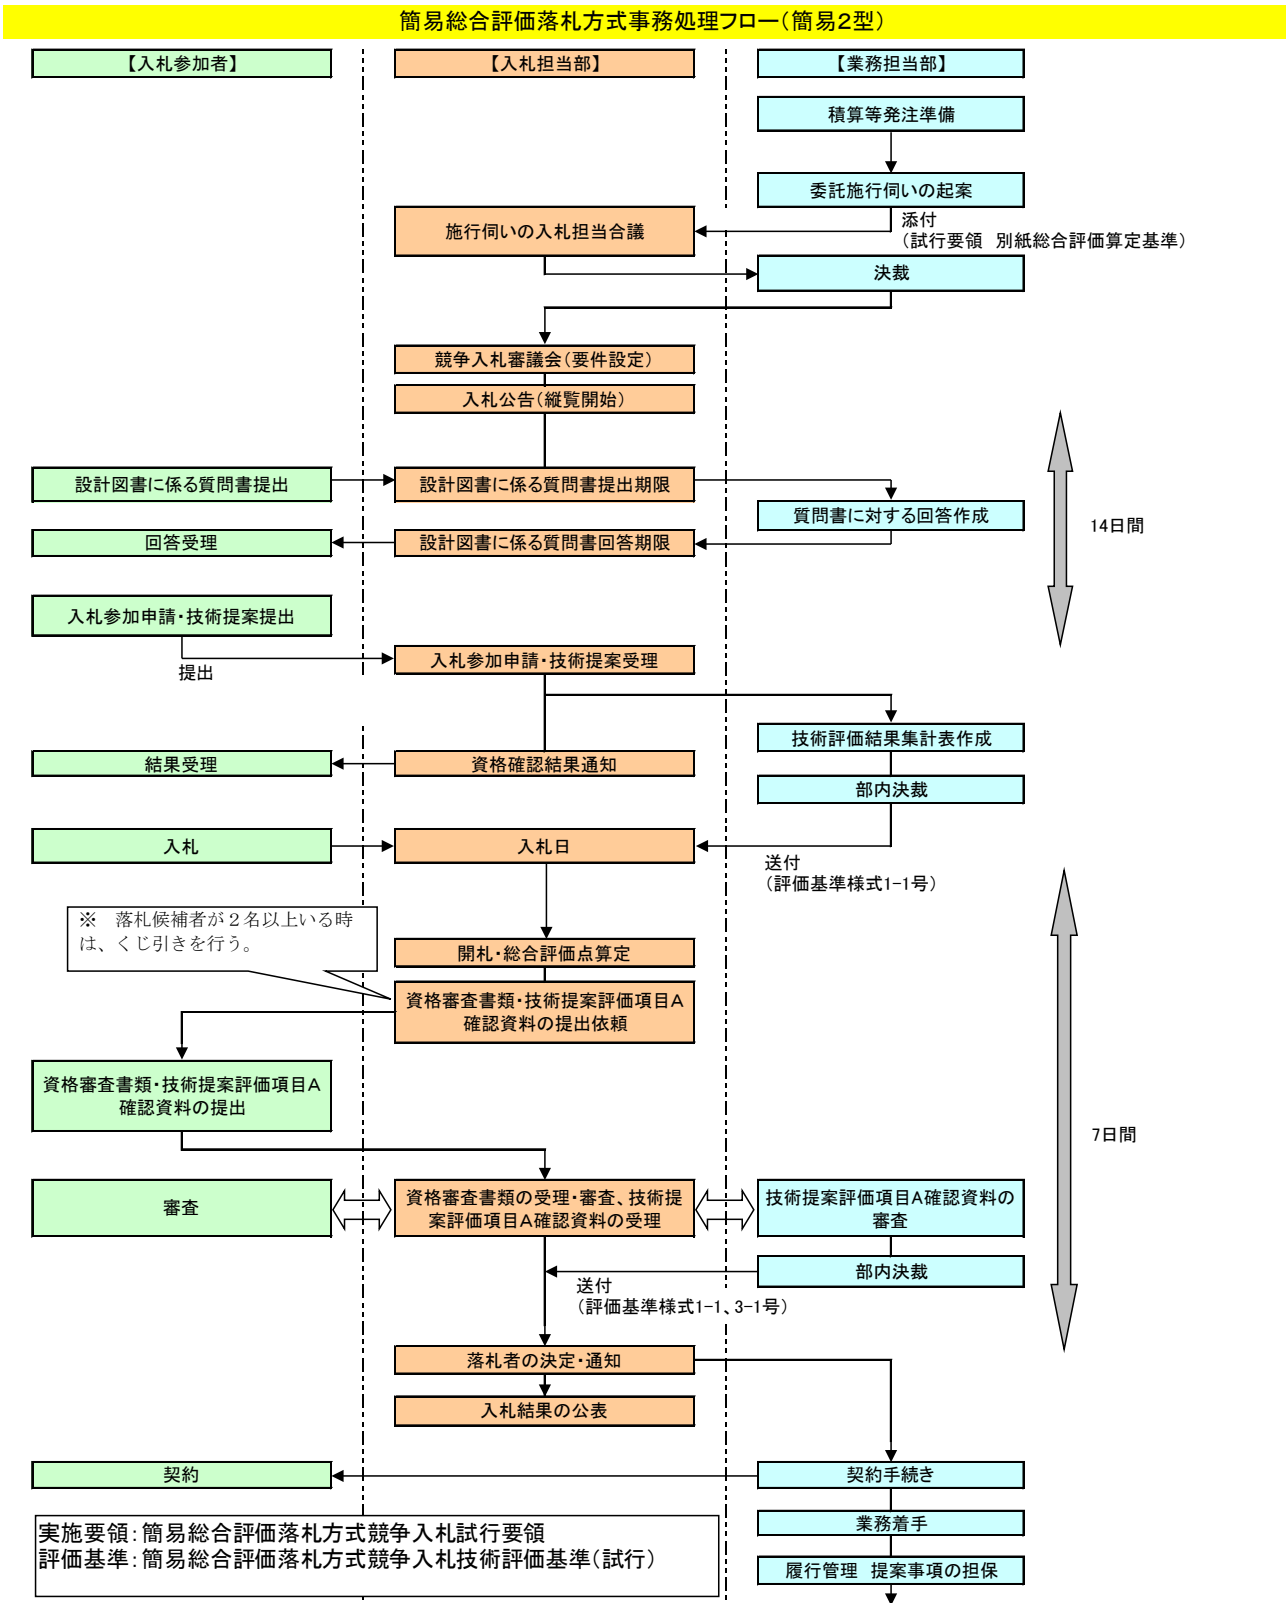 簡易総合評価落札方式事務処理フロー（簡易２型）
【入札参加者】
【入札担当部】
【業務担当部】
積算等発注準備
委託施行伺いの起案
添付
（試行要領　別紙総合評価算定基準）
施行伺いの入札担当合議
決裁
競争入札審議会（要件設定）
入札公告（縦覧開始）
設計図書に係る質問書提出
設計図書に係る質問書提出期限
質問書に対する回答作成
14日間
回答受理
設計図書に係る質問書回答期限
入札参加申請・技術提案提出
提出
入札参加申請・技術提案受理
技術評価結果集計表作成
結果受理
資格確認結果通知
部内決裁
入札
入札日
送付
（評価基準様式1-1号）
※　落札候補者が２名以上いる時
は、くじ引きを行う。
開札・総合評価点算定
資格審査書類・技術提案評価項目Ａ
確認資料の提出依頼
資格審査書類・技術提案評価項目Ａ
確認資料の提出
7日間
審査
資格審査書類の受理・審査、技術提
案評価項目Ａ確認資料の受理
技術提案評価項目Ａ確認資料の
審査
部内決裁
送付
（評価基準様式1-1、3-1号）
落札者の決定・通知
入札結果の公表
契約
契約手続き
業務着手
履行管理　提案事項の担保
実施要領：簡易総合評価落札方式競争入札試行要領
評価基準：簡易総合評価落札方式競争入札技術評価基準（試行）